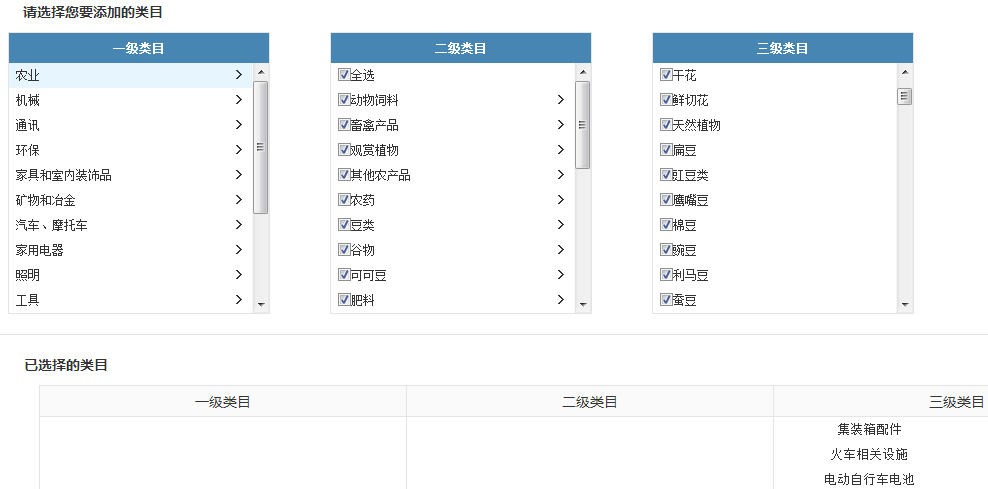 请选择您要添加的类目
一级类目
农业
机械
通讯
环保
家具和室内装饰品
矿物和冶金
汽车、摩托车
家用电器
照明
工具
二级类目
全选
动物饲料
畜禽产品
观赏植物
其他农产品
农药
豆类
谷物
可可豆
肥料
三级类目
干花
鲜切花
天然植物
扁豆
豇豆类
鹰嘴豆
棉豆
豌豆
利马豆
蚕豆
已选择的类目
一级类目 二级类目 三级类目
集装箱配件
火车相关设施
电动自行车电池